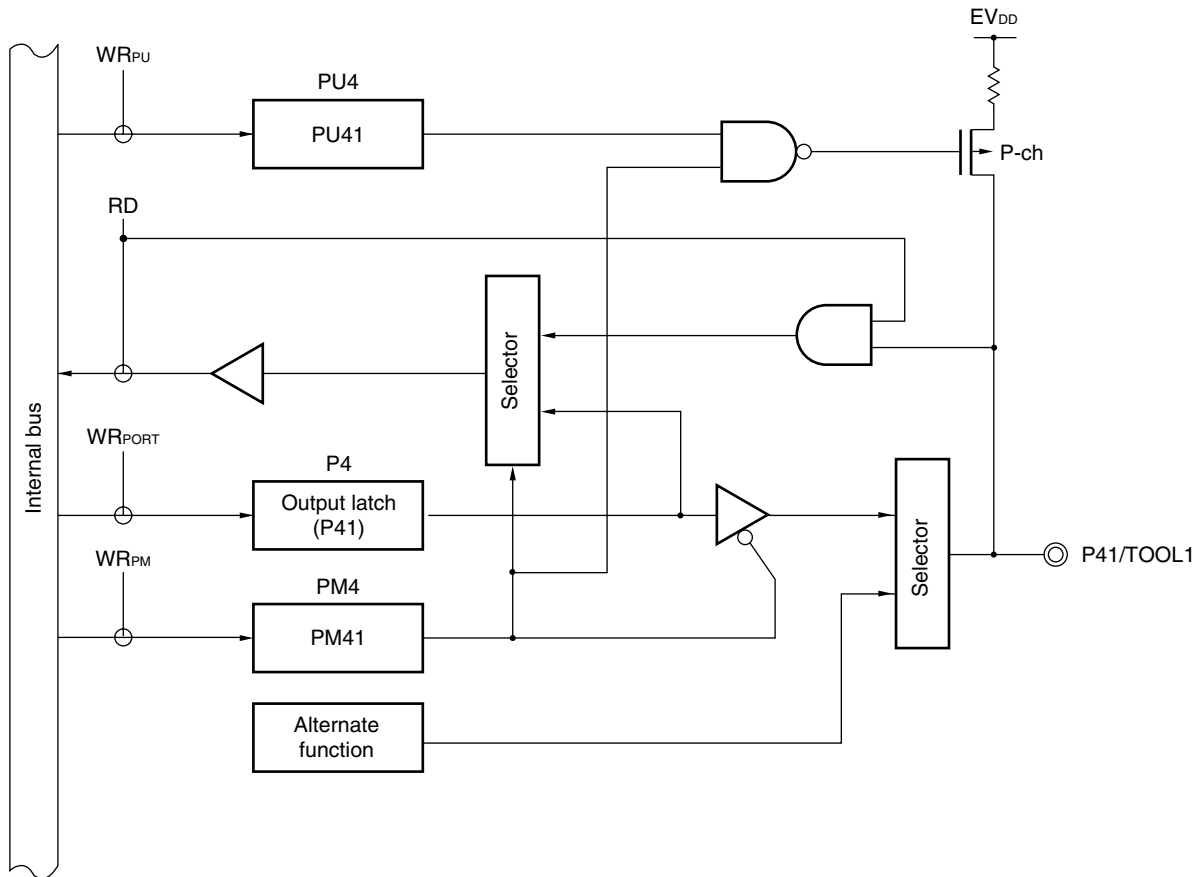 EVDD
WRPU
PU4
PU41
P-ch
RD
Selector
Internal bus
WRPORT
P4
Output latch
(P41)
WRPM
PM4
PM41
Selector
P41/TOOL1
Alternate
function